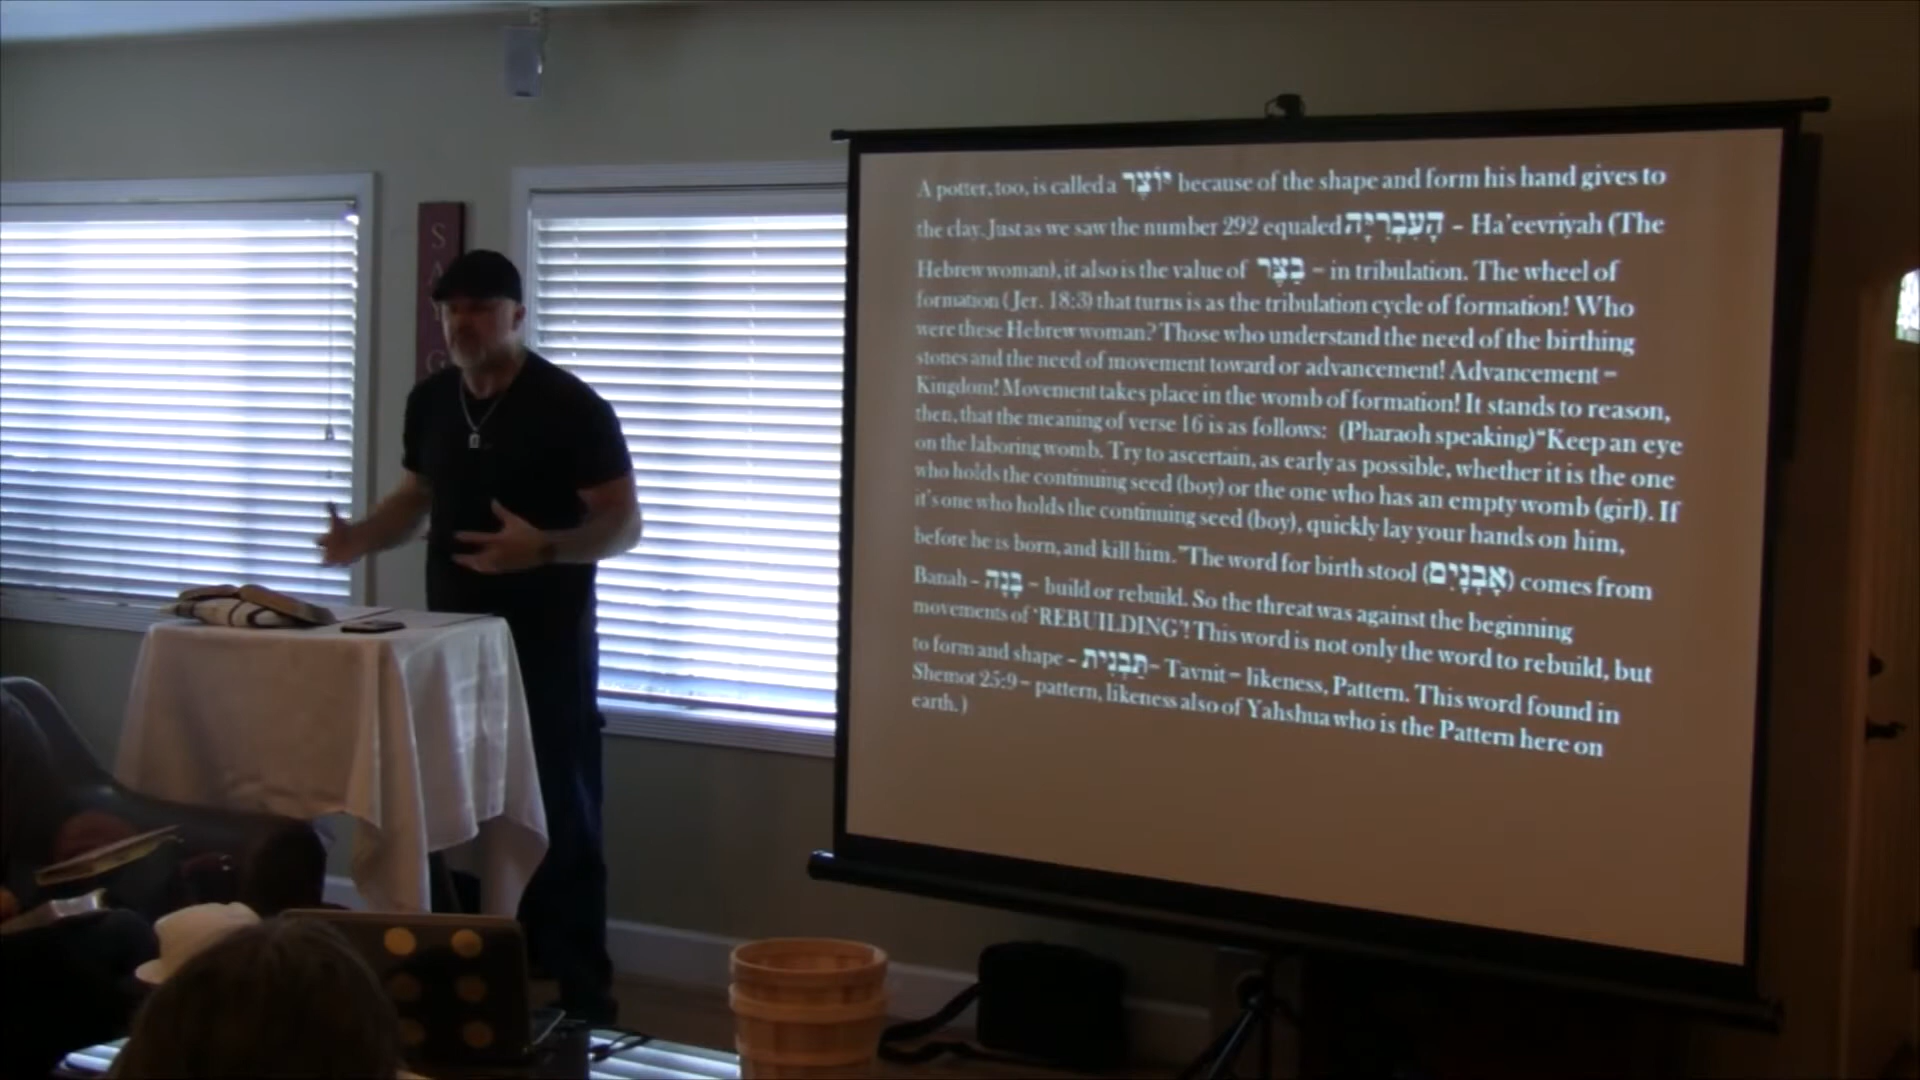 S
A
G
A potter, too, is called a יוֹצֵר because of the shape and form his hand gives to
the clay. Just as we saw the number 292 equaled הָעִבְרִיָּה – Ha'eevriyah (The
Hebrew woman), it also is the value of בַּצָּר – in tribulation. The wheel of
formation (Jer. 18:3) that turns is as the tribulation cycle of formation! Who
were these Hebrew woman? Those who understand the need of the birthing
stones and the need of movement toward or advancement! Advancement –
Kingdom! Movement takes place in the womb of formation! It stands to reason,
then, that the meaning of verse 16 is as follows: (Pharaoh speaking)"Keep an eye
on the laboring womb. Try to ascertain, as early as possible, whether it is the one
who holds the continuing seed (boy) or the one who has an empty womb (girl). If
it's one who holds the continuing seed (boy), quickly lay your hands on him,
before he is born, and kill him."The word for birth stool (אָבְנָיִם) comes from
Banah – בָּנָה – build or rebuild. So the threat was against the beginning
movements of 'REBUILDING'! This word is not only the word to rebuild, but
to form and shape – תַּבְנִית – Tavnit – likeness, Pattern. This word found in
Shemot 25:9 – pattern, likeness also of Yahshua who is the Pattern here on
earth.)